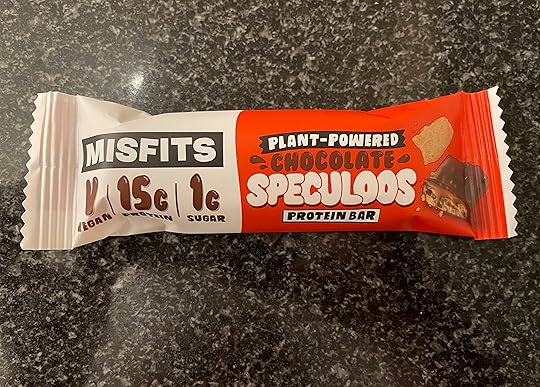 MISFITS
V
VEGAN
15G
PROTEIN
1G
SUGAR
PLANT-POWERED
CHOCOLATE
SPECULOOS
PROTEIN BAR